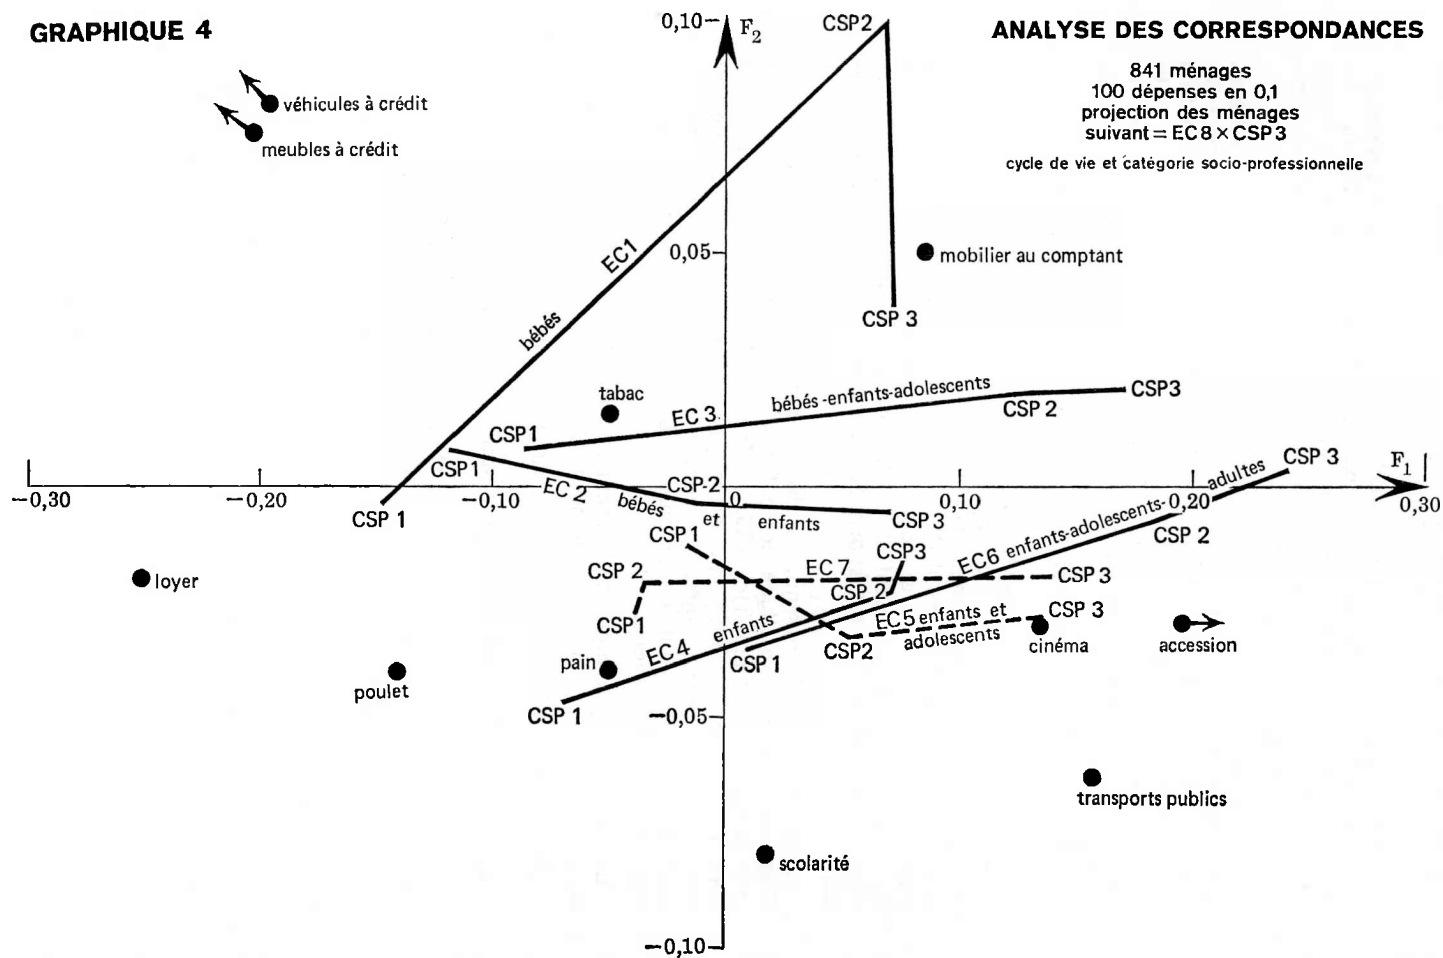 GRAPHIQUE 4
ANALYSE DES CORRESPONDANCES
841 ménages
100 dépenses en 0,1
projection des ménages
suivant = EC 8 × CSP 3
cycle de vie et catégorie socio-professionnelle
0,10
F2
CSP 2
véhicules à crédit
meubles à crédit
EC1
bébés
0,05
mobilier au comptant
CSP 3
tabac
bébés-enfants-adolescents
CSP3
CSP 2
EC 3
CSP1
CSP 1
EC 2
bébés
et
enfants
CSP-2
CSP 3
CSP 1
−0,30
−0,20
−0,10
0
0,10
0,20
0,30
F1
CSP 3
adultes
enfants-adolescents-
EC6
CSP 2
CSP 1
CSP1
CSP3
CSP 2
EC 7
CSP 3
CSP1
CSP 2
EC5 enfants et
adolescents
CSP 3
CSP2
enfants
EC 4
CSP 1
loyer
poulet
pain
cinéma
accession
−0,05
transports publics
scolarité
−0,10